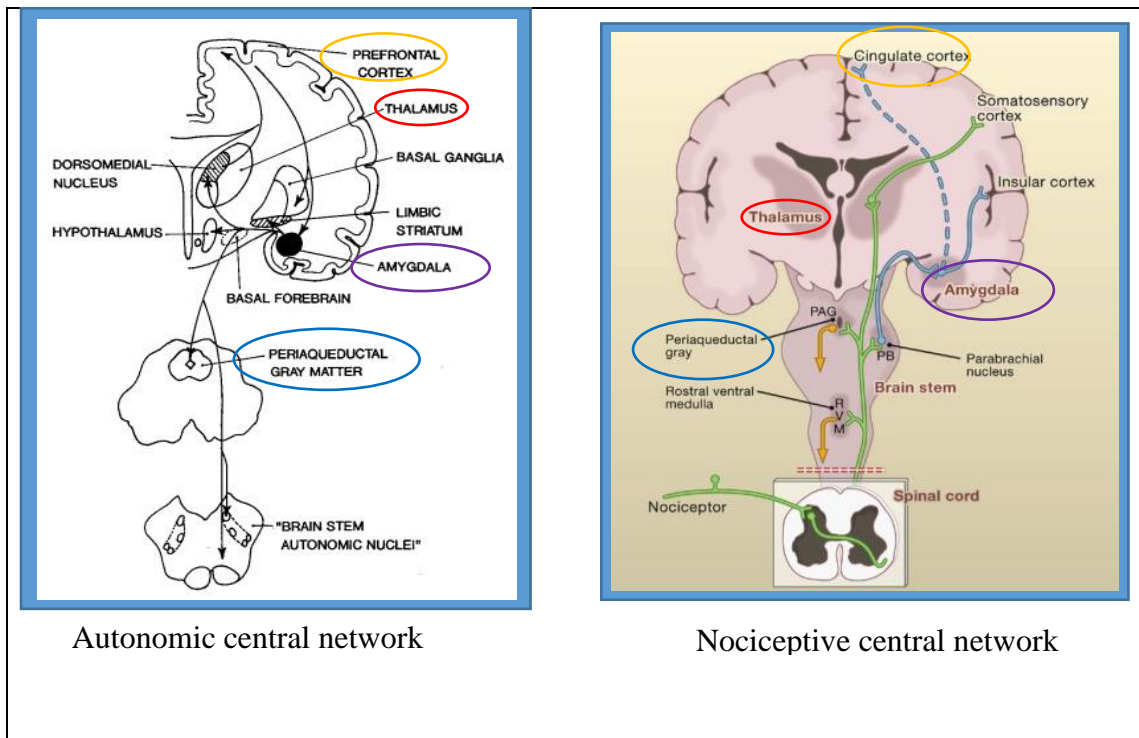 PREFRONTAL
CORTEX
THALAMUS
BASAL GANGLIA
DORSOMEDIAL
NUCLEUS
LIMBIC
STRIATUM
HYPOTHALAMUS
AMYGDALA
BASAL FOREBRAIN
PERIAQUEDUCTAL
GRAY MATTER
"BRAIN STEM
AUTONOMIC NUCLEI"
Autonomic central network
Cingulate cortex
Somatosensory
cortex
Insular cortex
Thalamus
Amygdala
PAG
Periaqueductal
gray
PB
Parabrachial
nucleus
Brain stem
Rostral ventral
medulla
R
V
M
Spinal cord
Nociceptor
Nociceptive central network